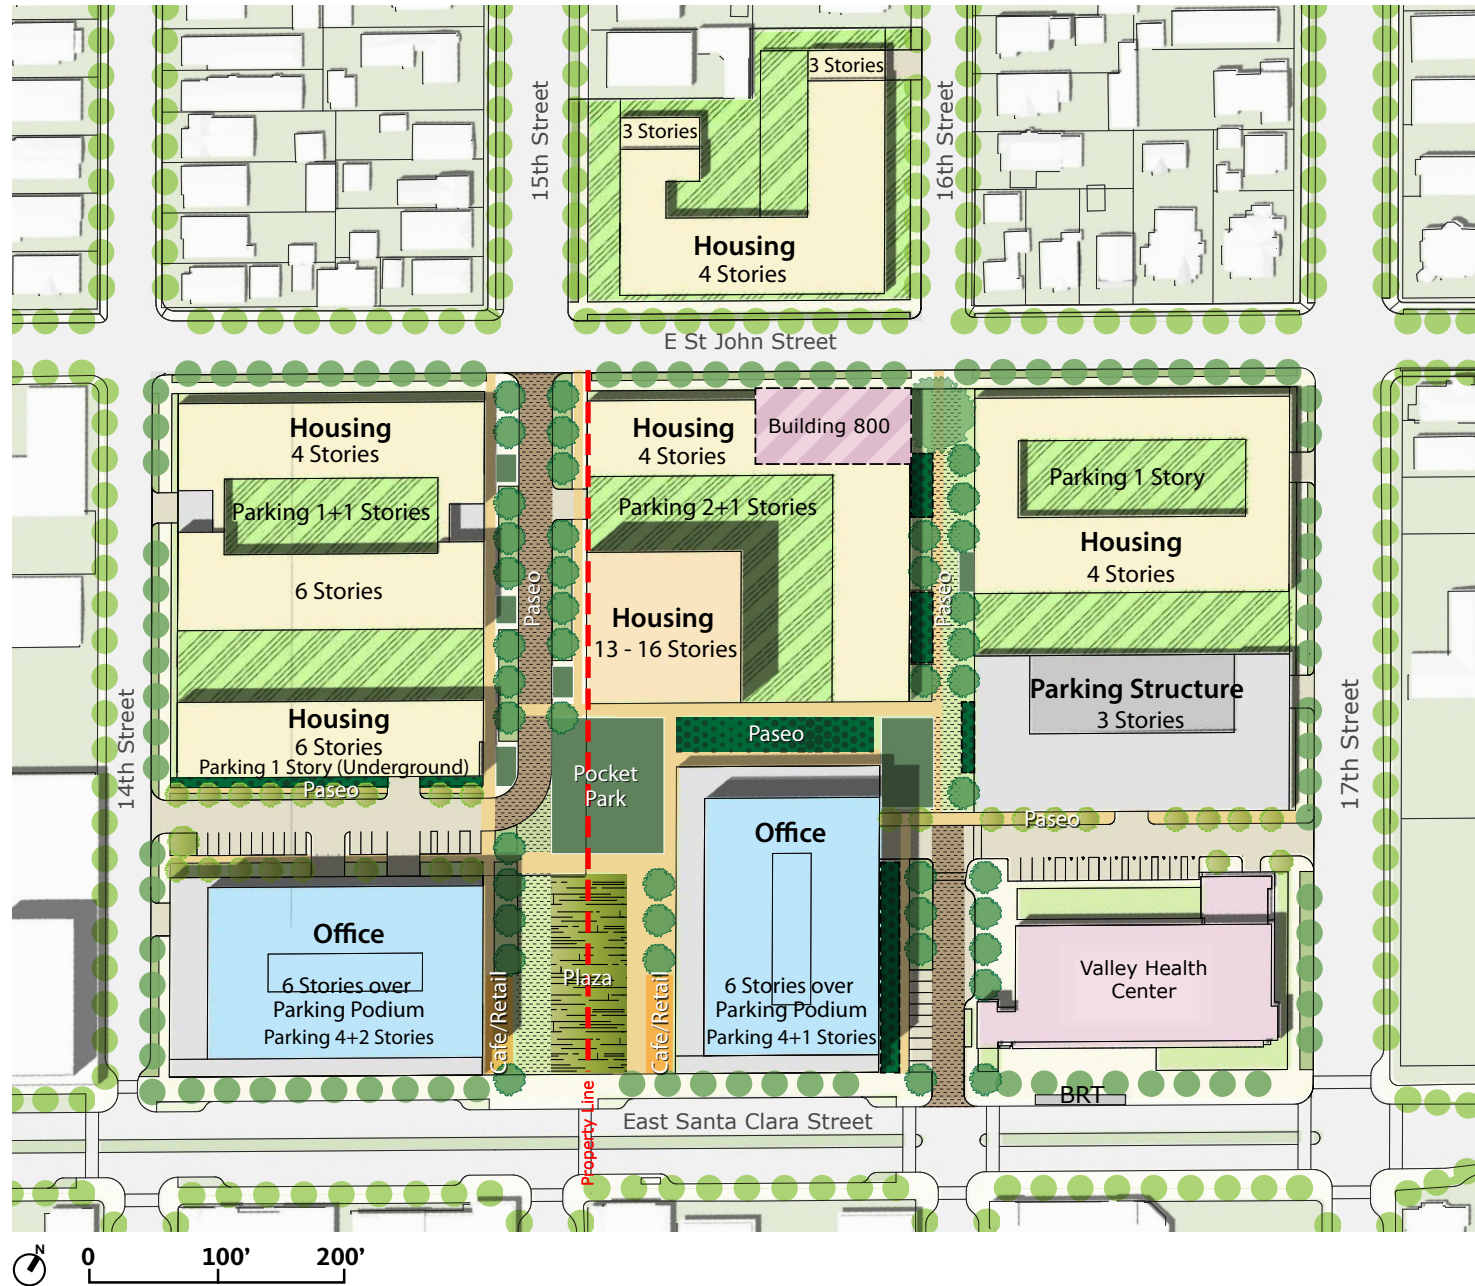 3 Stories
3 Stories
15th Street
16th Street
Housing
4 Stories
E St John Street
Housing
4 Stories
Housing
4 Stories
Building 800
Parking 1+1 Stories
Parking 2+1 Stories
Parking 1 Story
Housing
4 Stories
6 Stories
Paseo
Paseo
Housing
13 - 16 Stories
Parking Structure
3 Stories
14th Street
17th Street
Housing
6 Stories
Parking 1 Story (Underground)
Paseo
Paseo
Pocket
Park
Paseo
Office
6 Stories over
Parking Podium
Parking 4+2 Stories
Cafe/Retail
Plaza
Cafe/Retail
Office
6 Stories over
Parking Podium
Parking 4+1 Stories
Valley Health
Center
BRT
Property Line
East Santa Clara Street
N
0 100' 200'